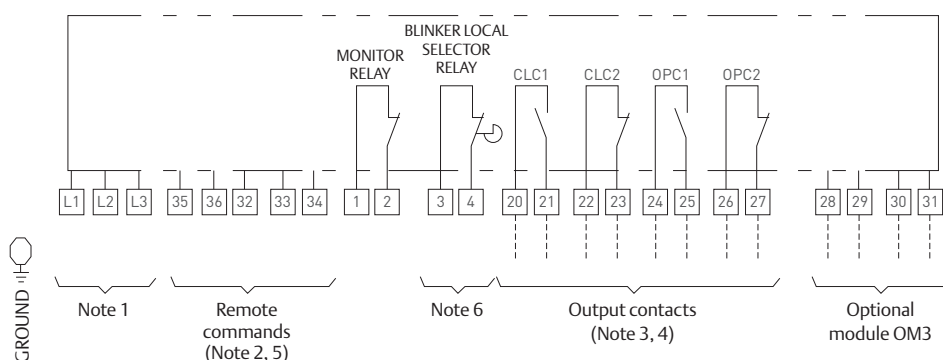 BLINKER LOCAL
SELECTOR
RELAY
MONITOR
RELAY
CLC1
CLC2
OPC1
OPC2
L1 L2 L3 35 36 32 33 34 1 2 3 4 20 21 22 23 24 25 26 27 28 29 30 31
GROUND
Note 1
Remote
commands
(Note 2, 5)
Note 6
Output contacts
(Note 3, 4)
Optional
module OM3